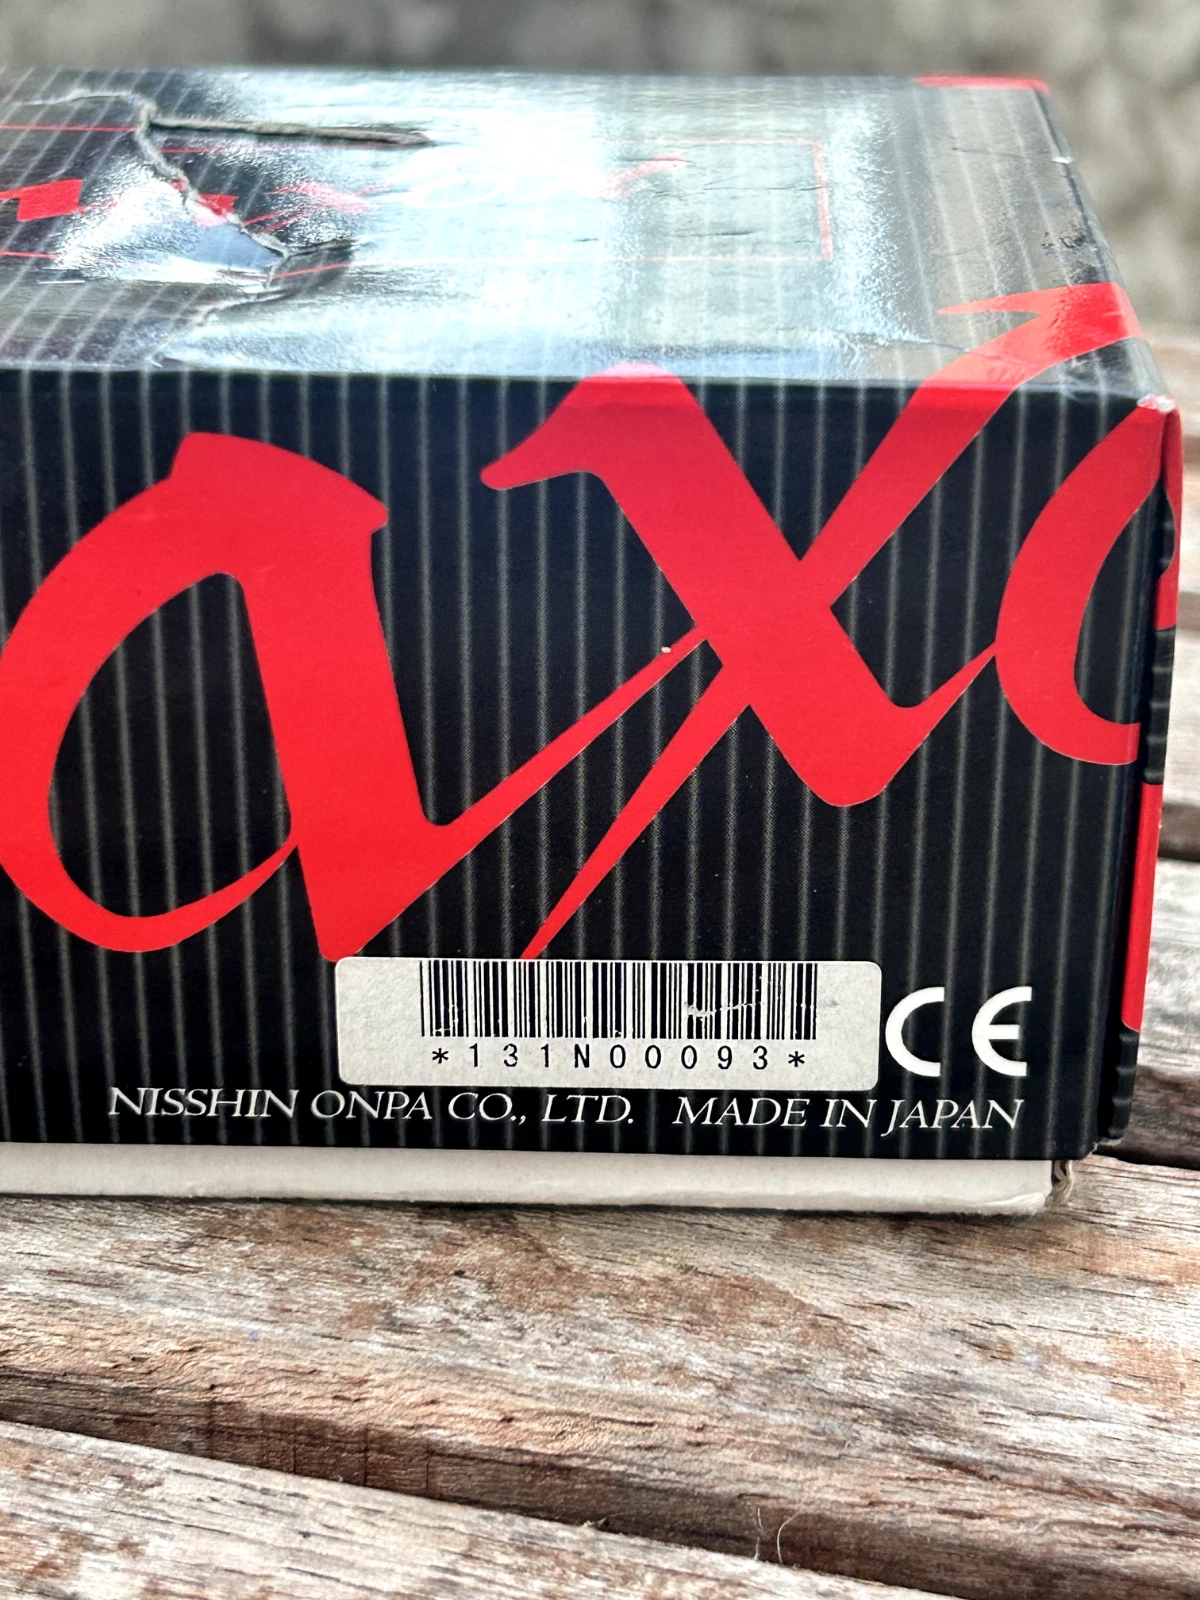 axo
*131N00093*
CE
NISSHIN ONPA CO., LTD. MADE IN JAPAN